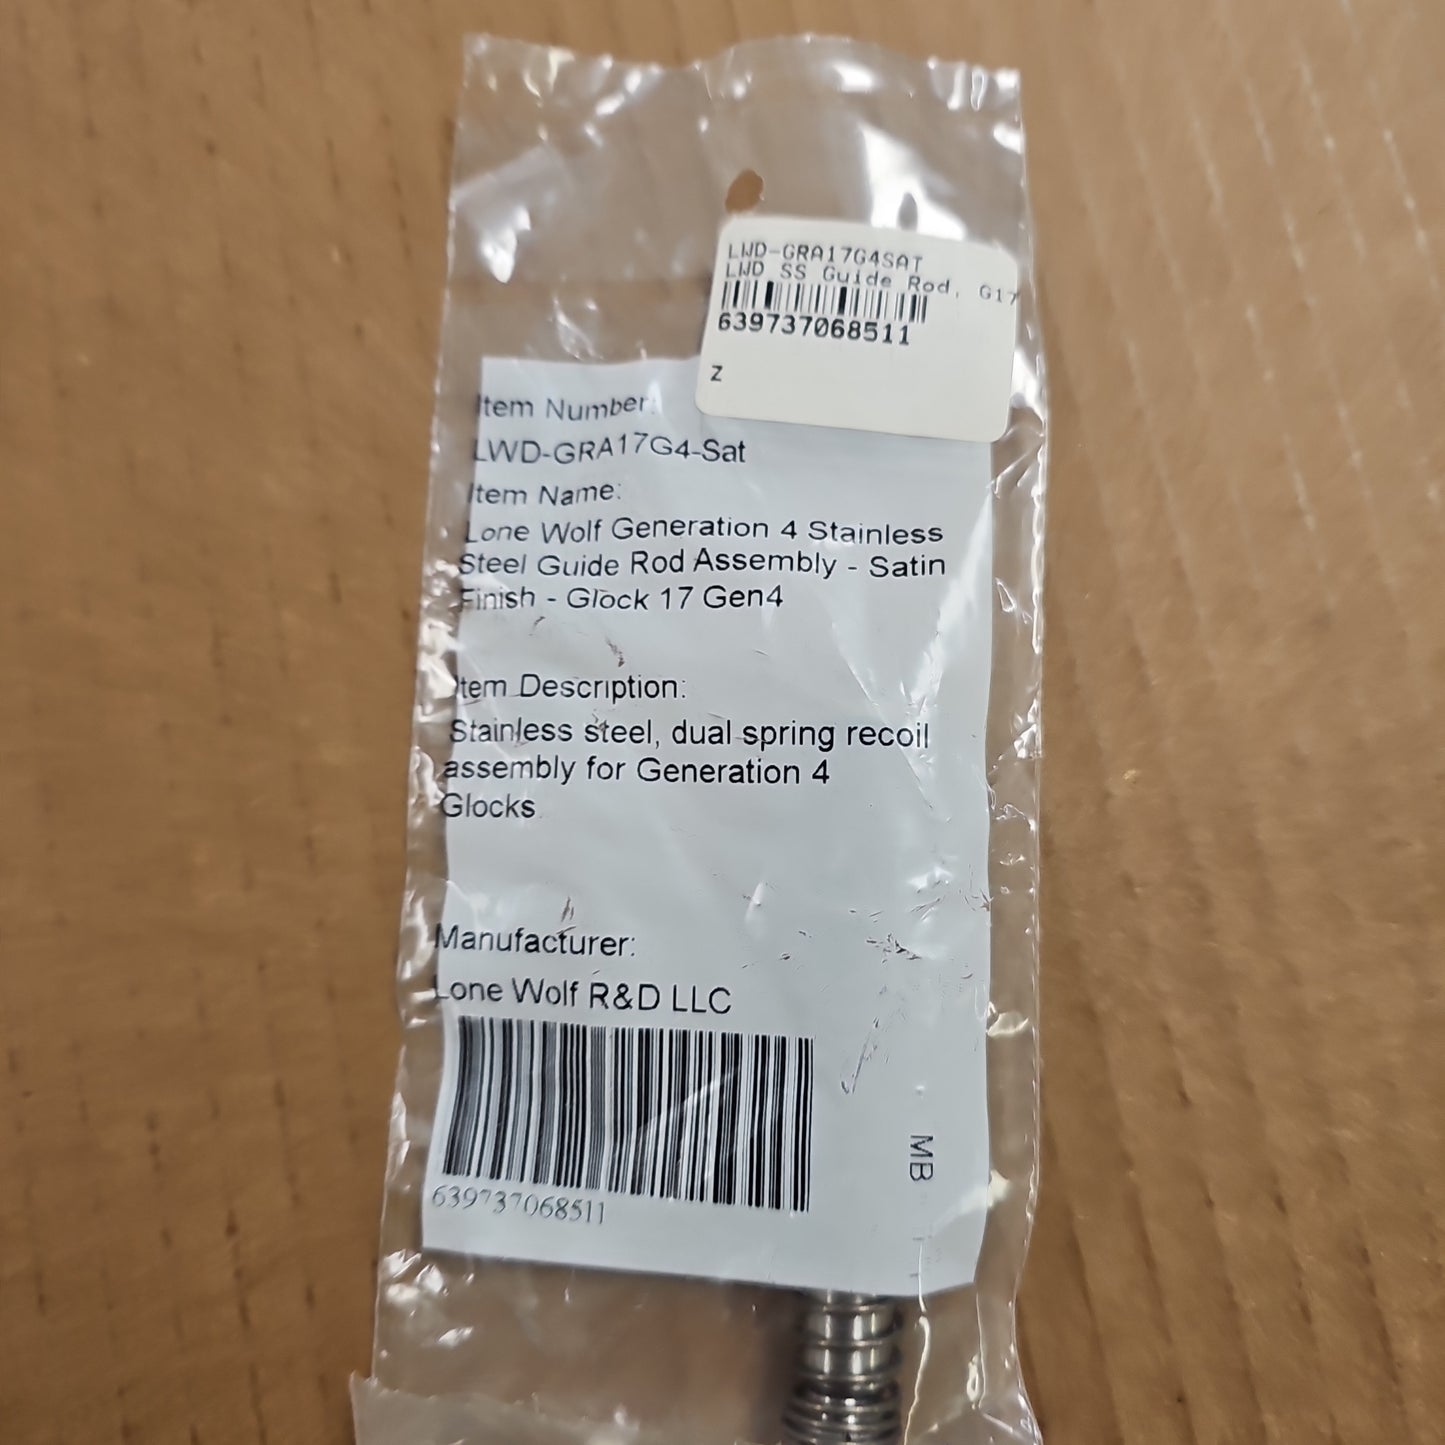 LWD-GRA17G4SAT
LWD SS Guide Rod, G17
639737068511
Z
Item Number:
LWD-GRA17G4-Sat
Item Name:
Lone Wolf Generation 4 Stainless
Steel Guide Rod Assembly - Satin
Finish - Glock 17 Gen4
Item Description:
Stainless steel, dual spring recoil
assembly for Generation 4
Glocks
Manufacturer:
Lone Wolf R&D LLC
639737068511
MB